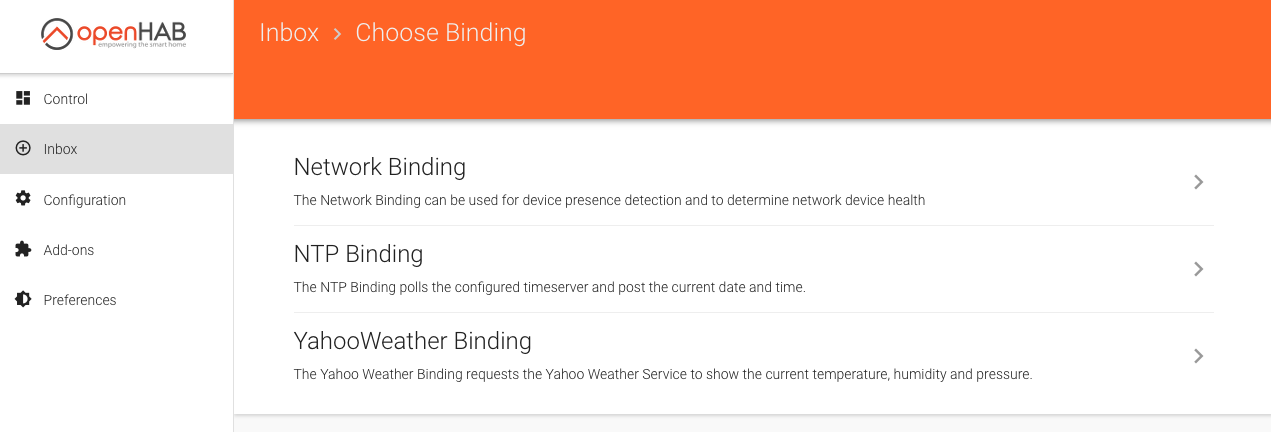 openHAB
empowering the smart home
Inbox > Choose Binding
Control
Inbox
Configuration
Add-ons
Preferences
Network Binding
The Network Binding can be used for device presence detection and to determine network device health
NTP Binding
The NTP Binding polls the configured timeserver and post the current date and time.
YahooWeather Binding
The Yahoo Weather Binding requests the Yahoo Weather Service to show the current temperature, humidity and pressure.